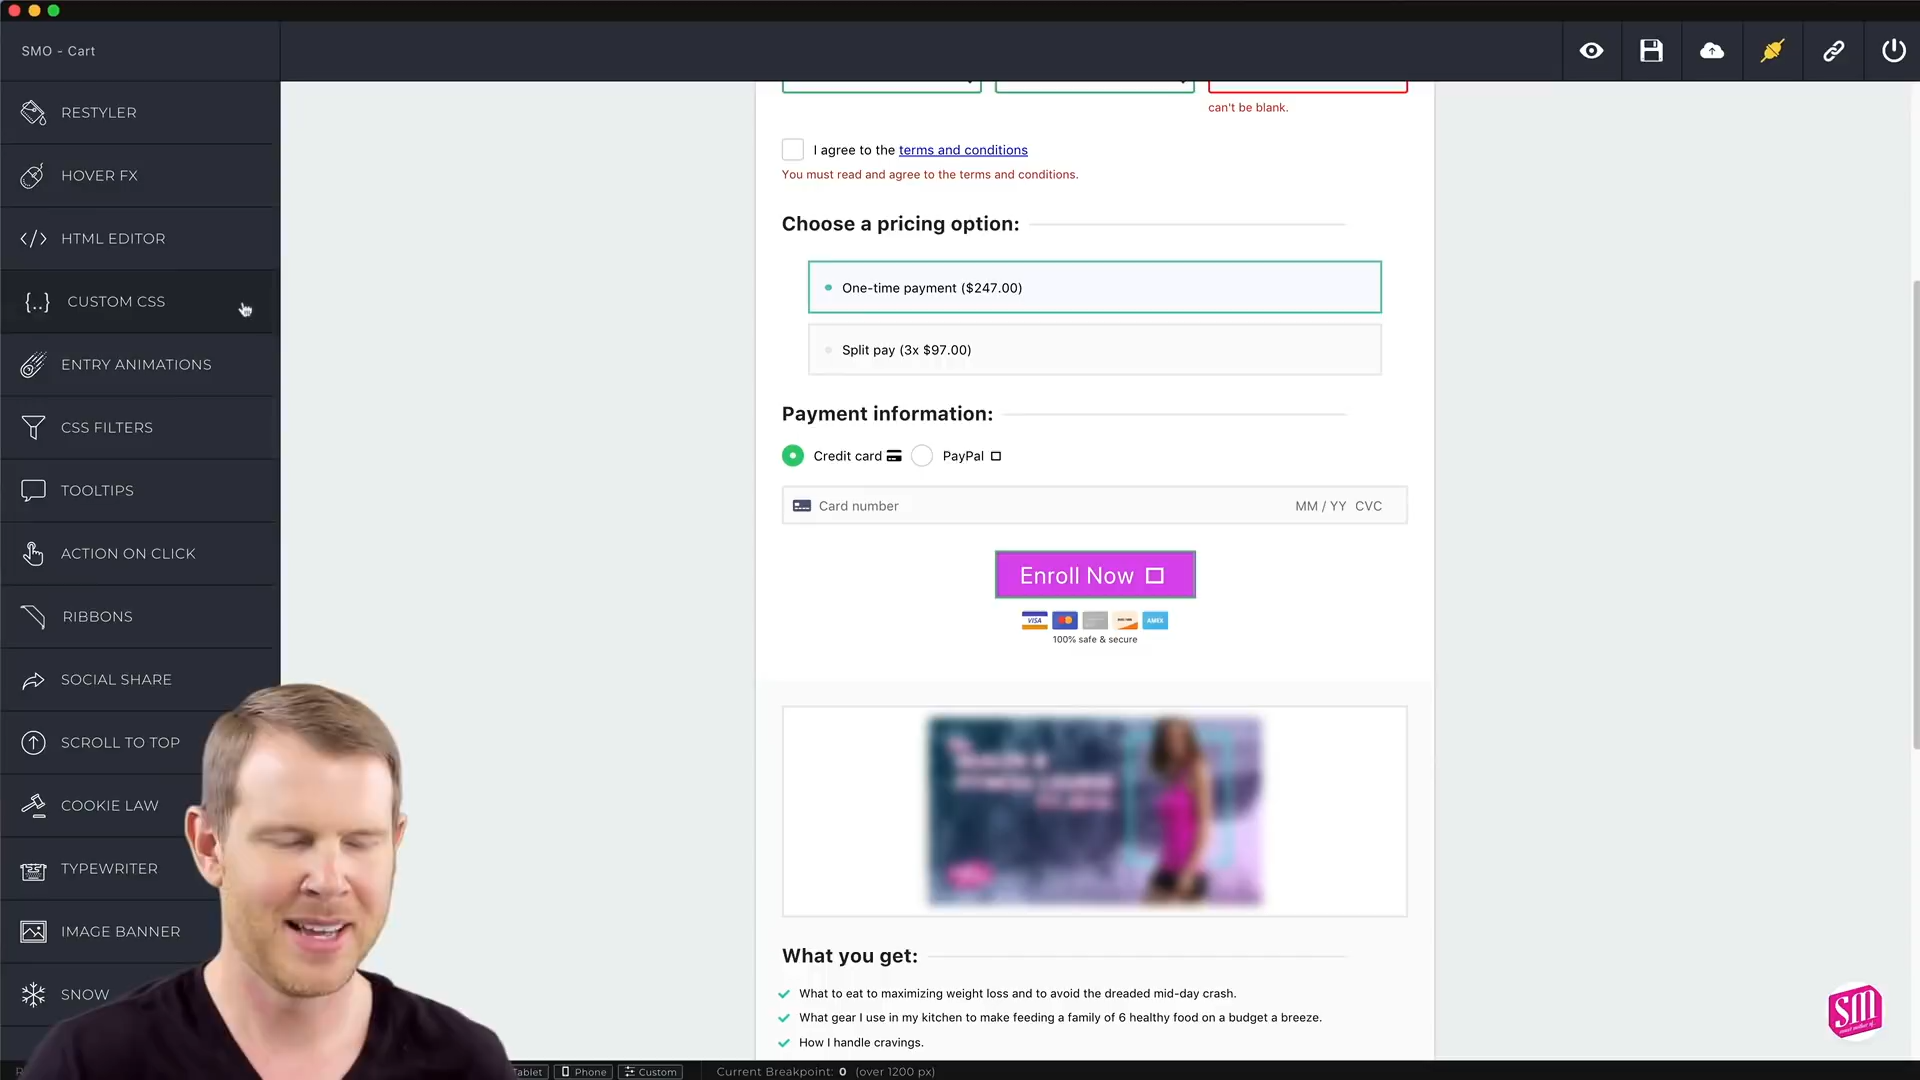 SMO - Cart
RESTYLER
HOVER FX
HTML EDITOR
CUSTOM CSS
ENTRY ANIMATIONS
CSS FILTERS
TOOLTIPS
ACTION ON CLICK
RIBBONS
SOCIAL SHARE
SCROLL TO TOP
COOKIE LAW
TYPEWRITER
IMAGE BANNER
SNOW
can't be blank.
I agree to the terms and conditions
You must read and agree to the terms and conditions.
Choose a pricing option:
One-time payment ($247.00)
Split pay (3x $97.00)
Payment information:
Credit card PayPal
Card number MM / YY CVC
Enroll Now
VISA AMEX
100% safe & secure
What you get:
What to eat to maximizing weight loss and to avoid the dreaded mid-day crash.
What gear I use in my kitchen to make feeding a family of 6 healthy food on a budget a breeze.
How I handle cravings.
SM
Phone Custom Current Breakpoint: 0 (over 1200 px)